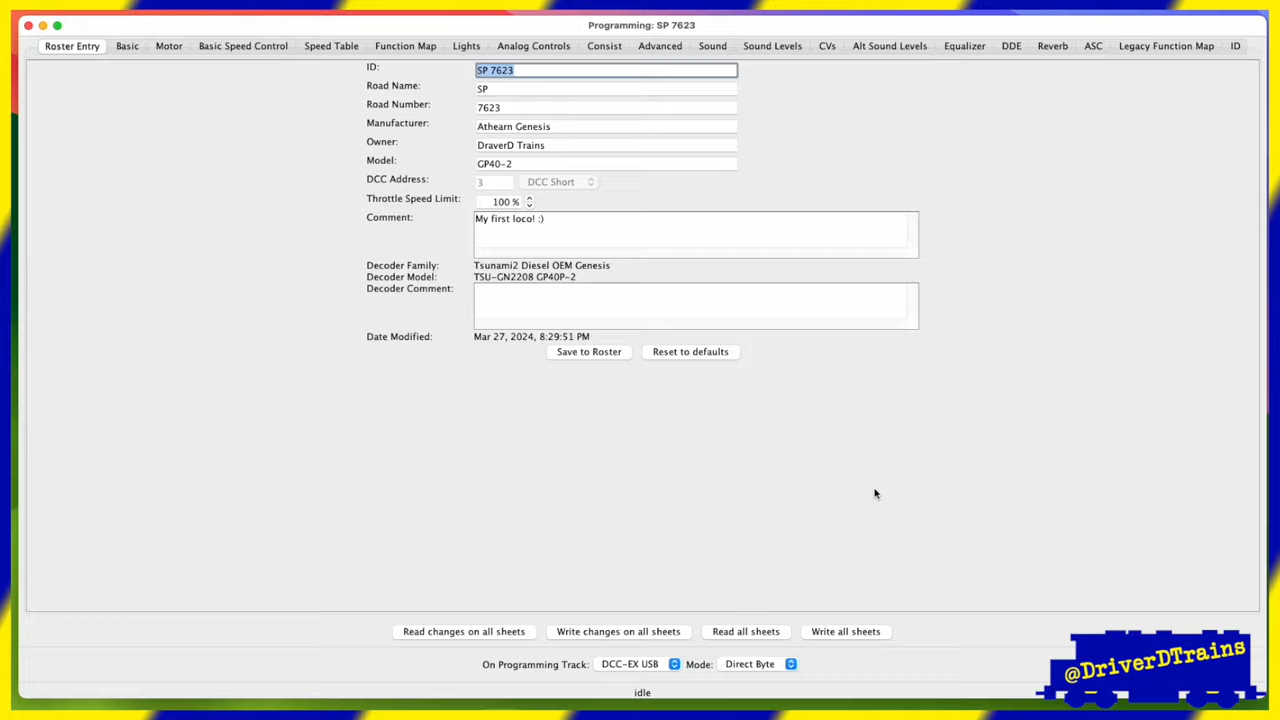 Programming: SP 7623
Roster Entry Basic Motor Basic Speed Control Speed Table Function Map Lights Analog Controls Consist Advanced Sound Sound Levels CVs Alt Sound Levels Equalizer DDE Reverb ASC Legacy Function Map ID
ID: SP 7623
Road Name: SP
Road Number: 7623
Manufacturer: Athearn Genesis
Owner: DraverD Trains
Model: GP40-2
DCC Address: 3 DCC Short
Throttle Speed Limit: 100 %
Comment: My first loco! :)
Decoder Family: Tsunami2 Diesel OEM Genesis
Decoder Model: TSU-GN2208 GP40P-2
Decoder Comment:
Date Modified: Mar 27, 2024, 8:29:51 PM
Save to Roster Reset to defaults
Read changes on all sheets Write changes on all sheets Read all sheets Write all sheets
On Programming Track: DCC-EX USB Mode: Direct Byte
@DriverDTrains
idle